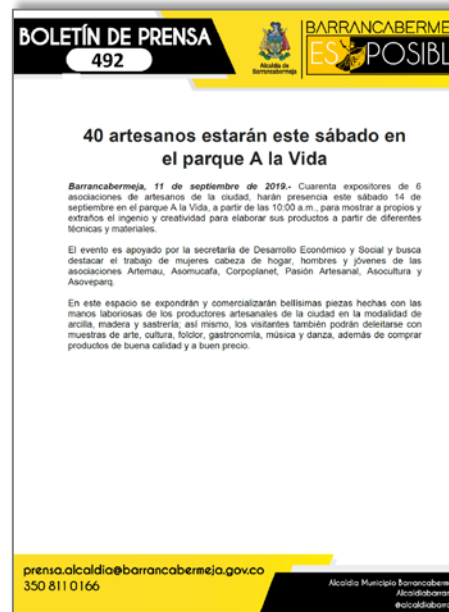 BOLETÍN DE PRENSA
492
Alcaldía de
Barrancabermeja
BARRANCABERME
ES POSIBL
40 artesanos estarán este sábado en
el parque A la Vida
Barrancabermeja, 11 de septiembre de 2019.- Cuarenta expositores de 6
asociaciones de artesanos de la ciudad, harán presencia este sábado 14 de
septiembre en el parque A la Vida, a partir de las 10:00 a.m., para mostrar a propios y
extraños el ingenio y creatividad para elaborar sus productos a partir de diferentes
técnicas y materiales.
El evento es apoyado por la secretaría de Desarrollo Económico y Social y busca
destacar el trabajo de mujeres cabeza de hogar, hombres y jóvenes de las
asociaciones Artemau, Asomucafa, Corpoplanet, Pasión Artesanal, Asocultura y
Asoveparq.
En este espacio se expondrán y comercializarán bellísimas piezas hechas con las
manos laboriosas de los productores artesanales de la ciudad en la modalidad de
arcilla, madera y sastrería; así mismo, los visitantes también podrán deleitarse con
muestras de arte, cultura, folclor, gastronomía, música y danza, además de comprar
productos de buena calidad y a buen precio.
prensa.alcaldia@barrancabermeja.gov.co
350 811 0166
Alcaldía Municipio Barrancaberm
Alcaldiabarran
@alcaldiabarra